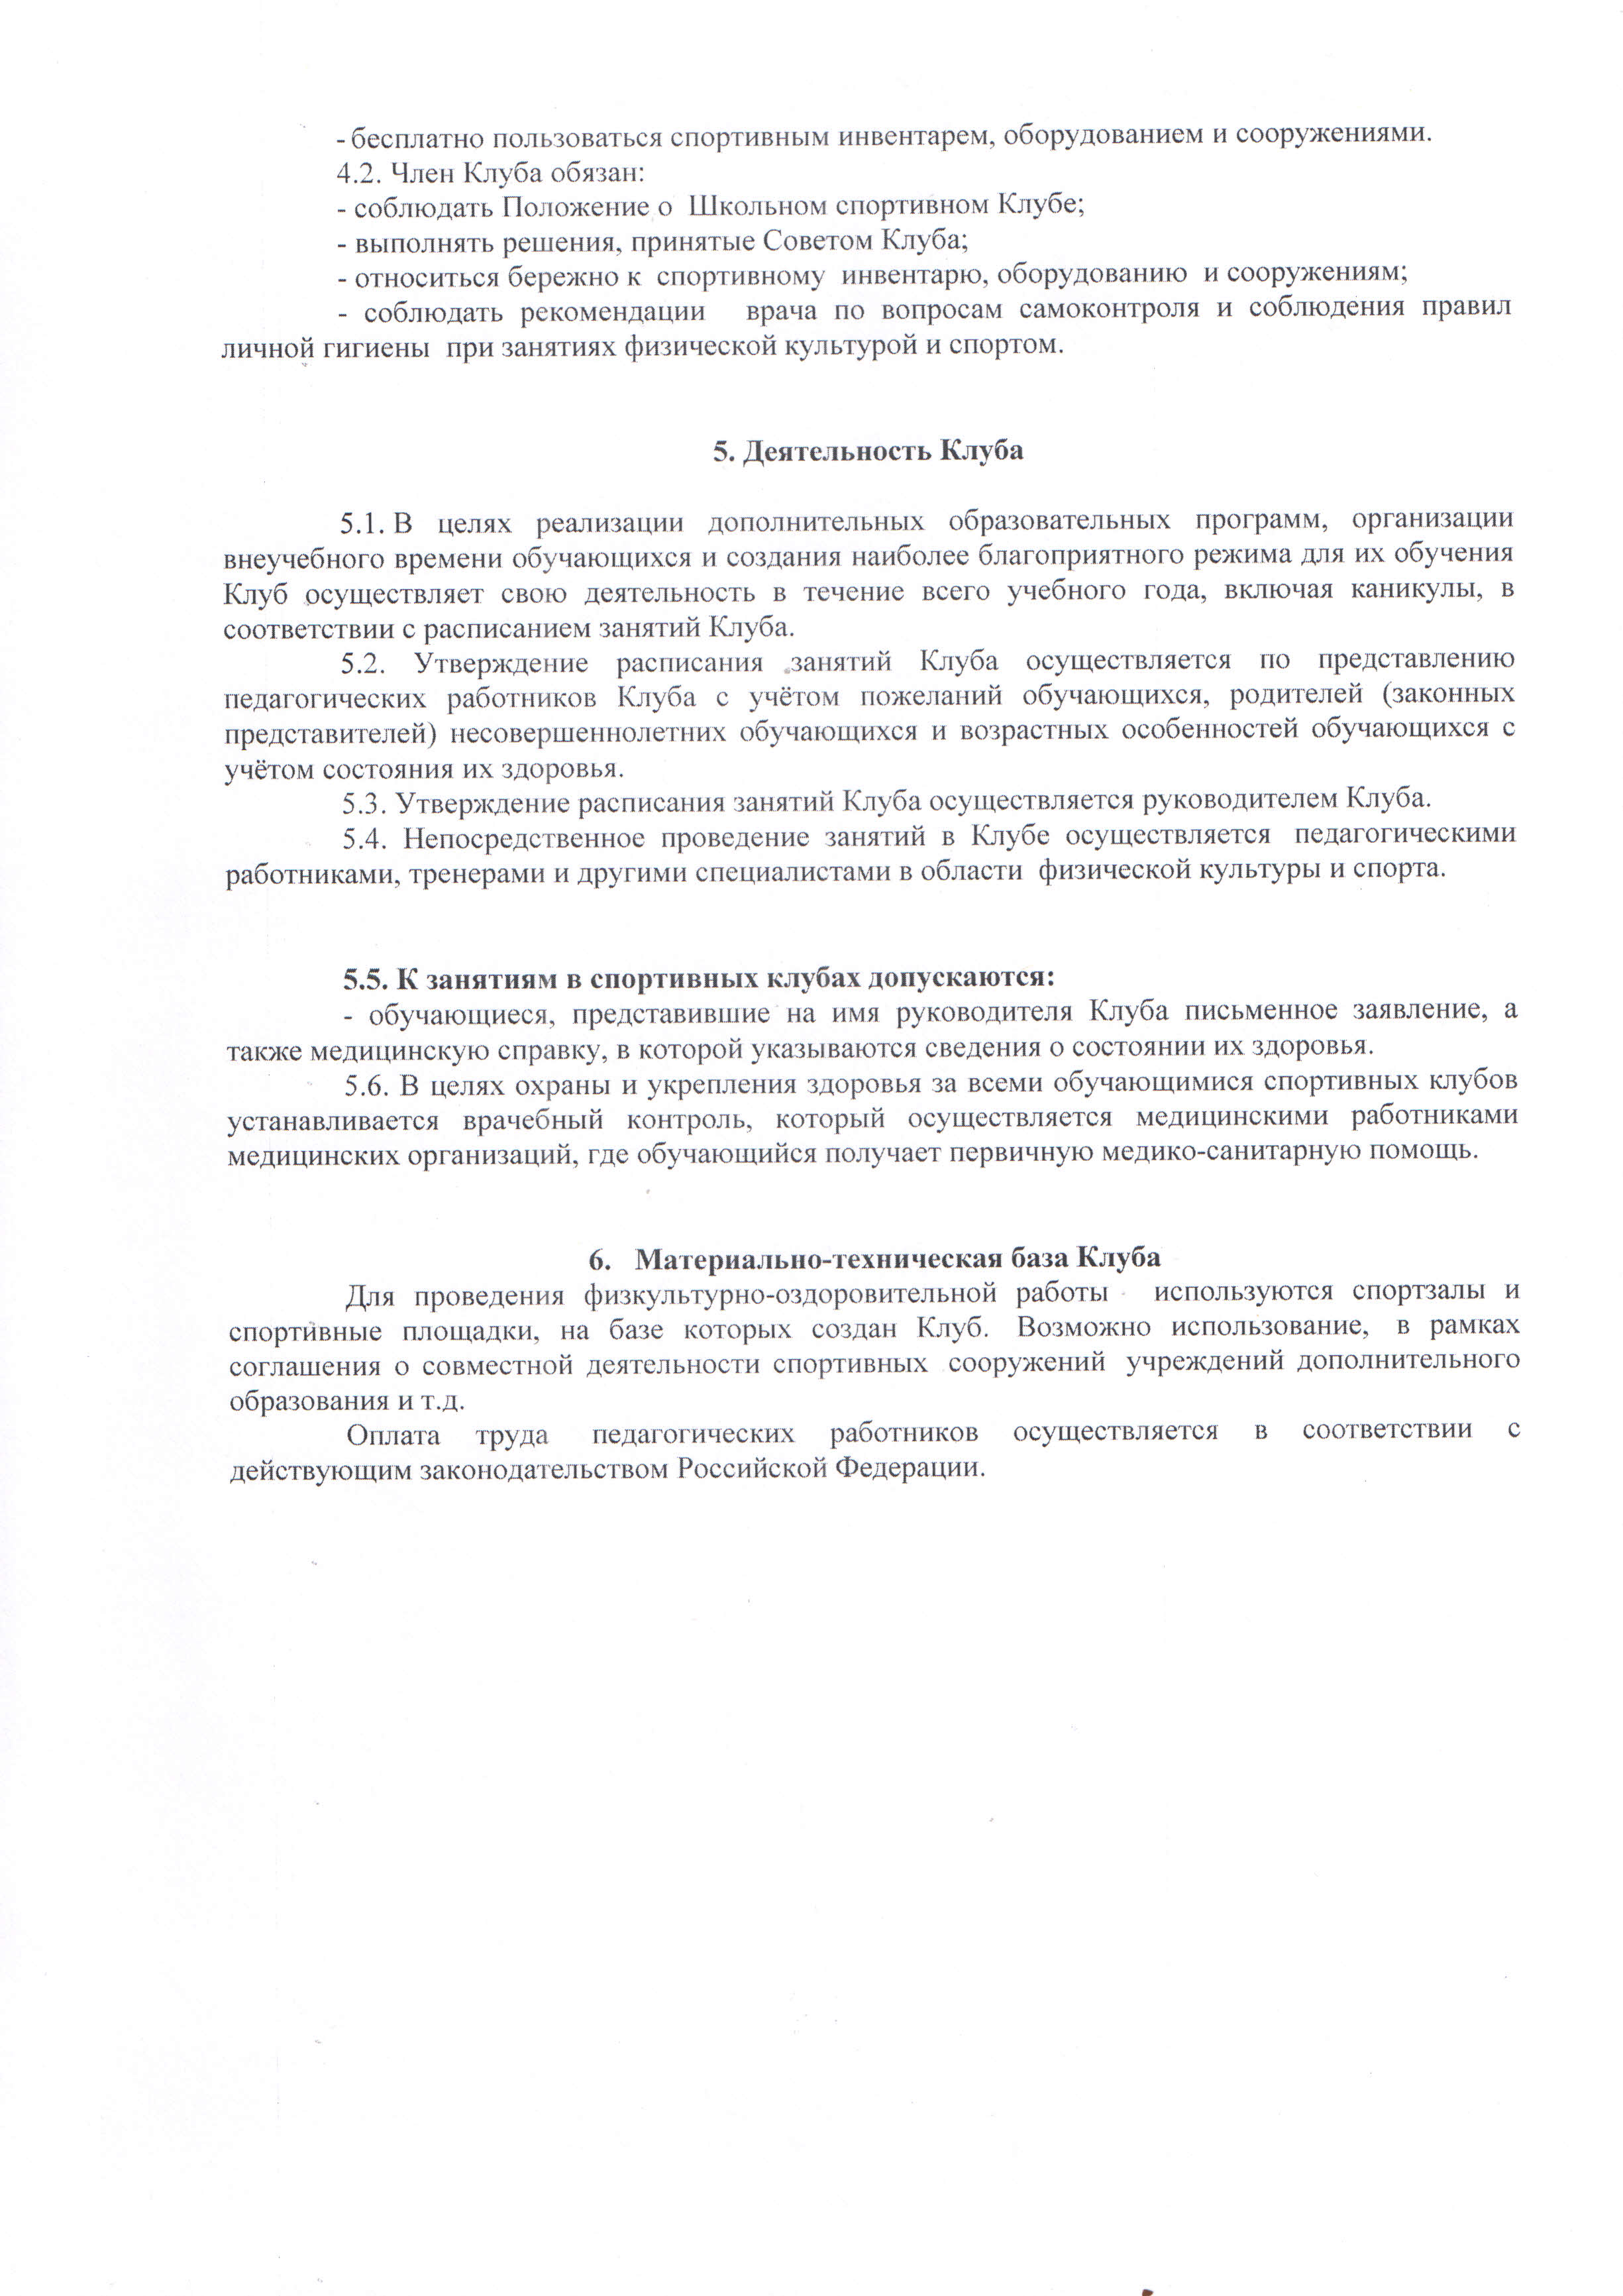 - бесплатно пользоваться спортивным инвентарем, оборудованием и сооружениями.
4.2. Член Клуба обязан:
- соблюдать Положение о Школьном спортивном Клубе;
- выполнять решения, принятые Советом Клуба;
- относиться бережно к спортивному инвентарю, оборудованию и сооружениям;
- соблюдать рекомендации врача по вопросам самоконтроля и соблюдения правил
личной гигиены при занятиях физической культурой и спортом.
5. Деятельность Клуба
5.1. В целях реализации дополнительных образовательных программ, организации
внеучебного времени обучающихся и создания наиболее благоприятного режима для их обучения
Клуб осуществляет свою деятельность в течение всего учебного года, включая каникулы, в
соответствии с расписанием занятий Клуба.
5.2. Утверждение расписания занятий Клуба осуществляется по представлению
педагогических работников Клуба с учётом пожеланий обучающихся, родителей (законных
представителей) несовершеннолетних обучающихся и возрастных особенностей обучающихся с
учётом состояния их здоровья.
5.3. Утверждение расписания занятий Клуба осуществляется руководителем Клуба.
5.4. Непосредственное проведение занятий в Клубе осуществляется педагогическими
работниками, тренерами и другими специалистами в области физической культуры и спорта.
5.5. К занятиям в спортивных клубах допускаются:
- обучающиеся, представившие на имя руководителя Клуба письменное заявление, а
также медицинскую справку, в которой указываются сведения о состоянии их здоровья.
5.6. В целях охраны и укрепления здоровья за всеми обучающимися спортивных клубов
устанавливается врачебный контроль, который осуществляется медицинскими работниками
медицинских организаций, где обучающийся получает первичную медико-санитарную помощь.
6. Материально-техническая база Клуба
Для проведения физкультурно-оздоровительной работы используются спортзалы и
спортивные площадки, на базе которых создан Клуб. Возможно использование, в рамках
соглашения о совместной деятельности спортивных сооружений учреждений дополнительного
образования и т.д.
Оплата труда педагогических работников осуществляется в соответствии с
действующим законодательством Российской Федерации.